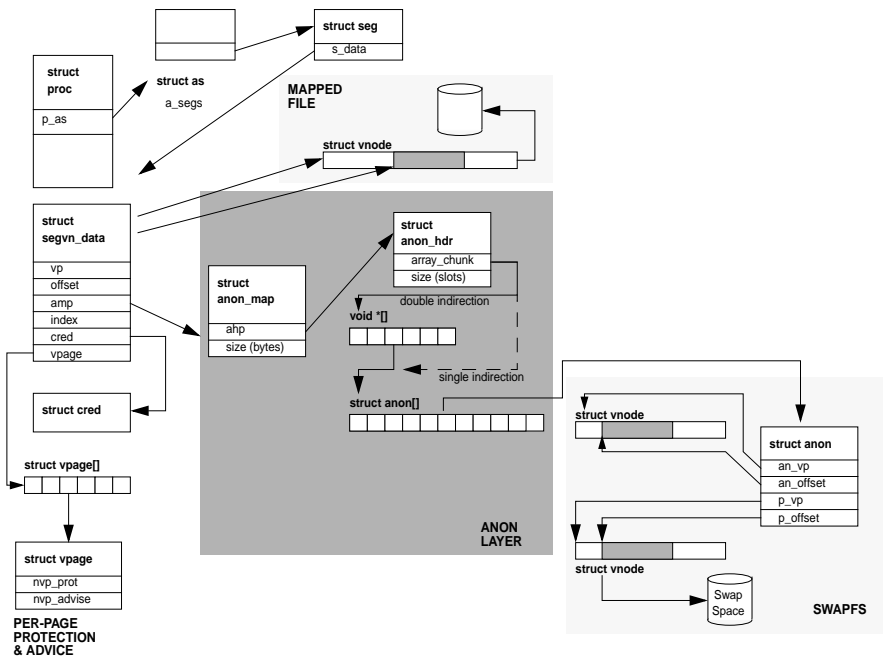 struct seg
s_data
struct
proc
p_as
struct as
a_segs
MAPPED
FILE
struct vnode
struct
segvn_data
vp
offset
amp
index
cred
vpage
struct
anon_map
ahp
size (bytes)
struct
anon_hdr
array_chunk
size (slots)
double indirection
void *[]
single indirection
struct anon[]
struct cred
struct vpage[]
struct vpage
nvp_prot
nvp_advise
PER-PAGE
PROTECTION
& ADVICE
ANON
LAYER
struct vnode
struct anon
an_vp
an_offset
p_vp
p_offset
struct vnode
Swap
Space
SWAPFS